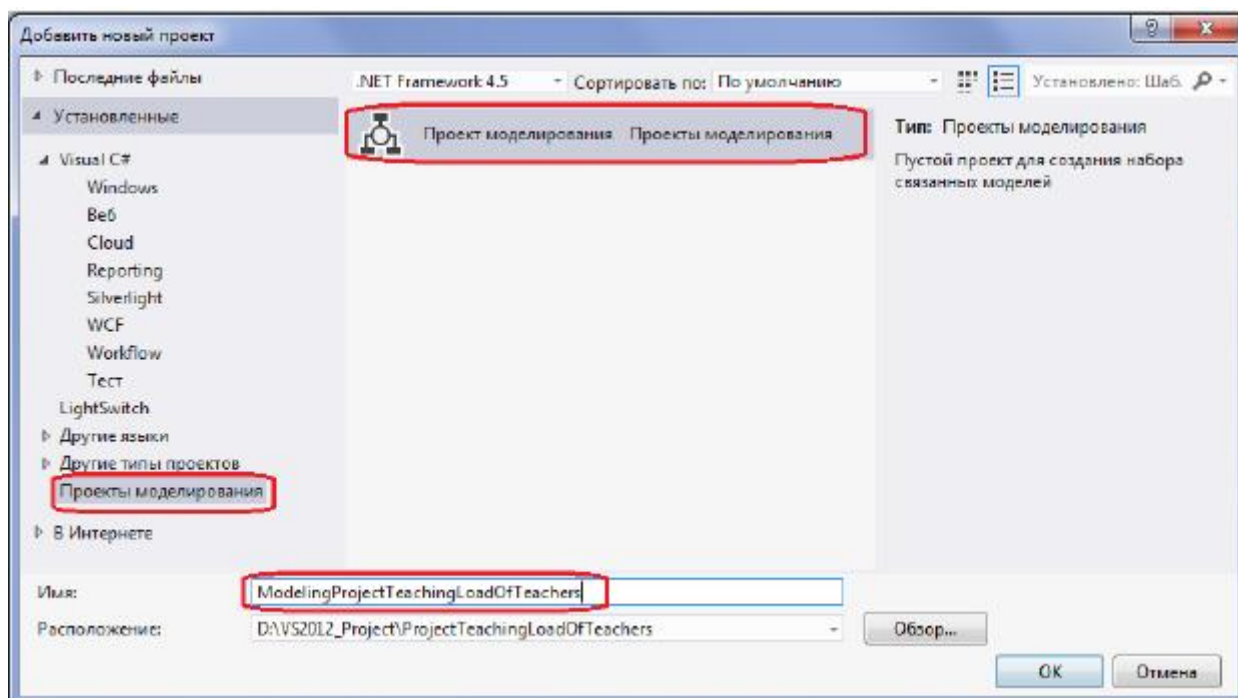 Добавить новый проект
Последние файлы
.NET Framework 4.5 Сортировать по: По умолчанию
Установлено: Шаб.
Установленные
Visual C#
Windows
Веб
Cloud
Reporting
Silverlight
WCF
Workflow
Тест
LightSwitch
Другие языки
Другие типы проектов
Проекты моделирования
В Интернете
Проект моделирования Проекты моделирования
Тип: Проекты моделирования
Пустой проект для создания набора
связанных моделей
Имя: ModelingProjectTeachingLoadOfTeachers
Расположение: D:\VS2012_Project\ProjectTeachingLoadOfTeachers Обзор...
OK Отмена